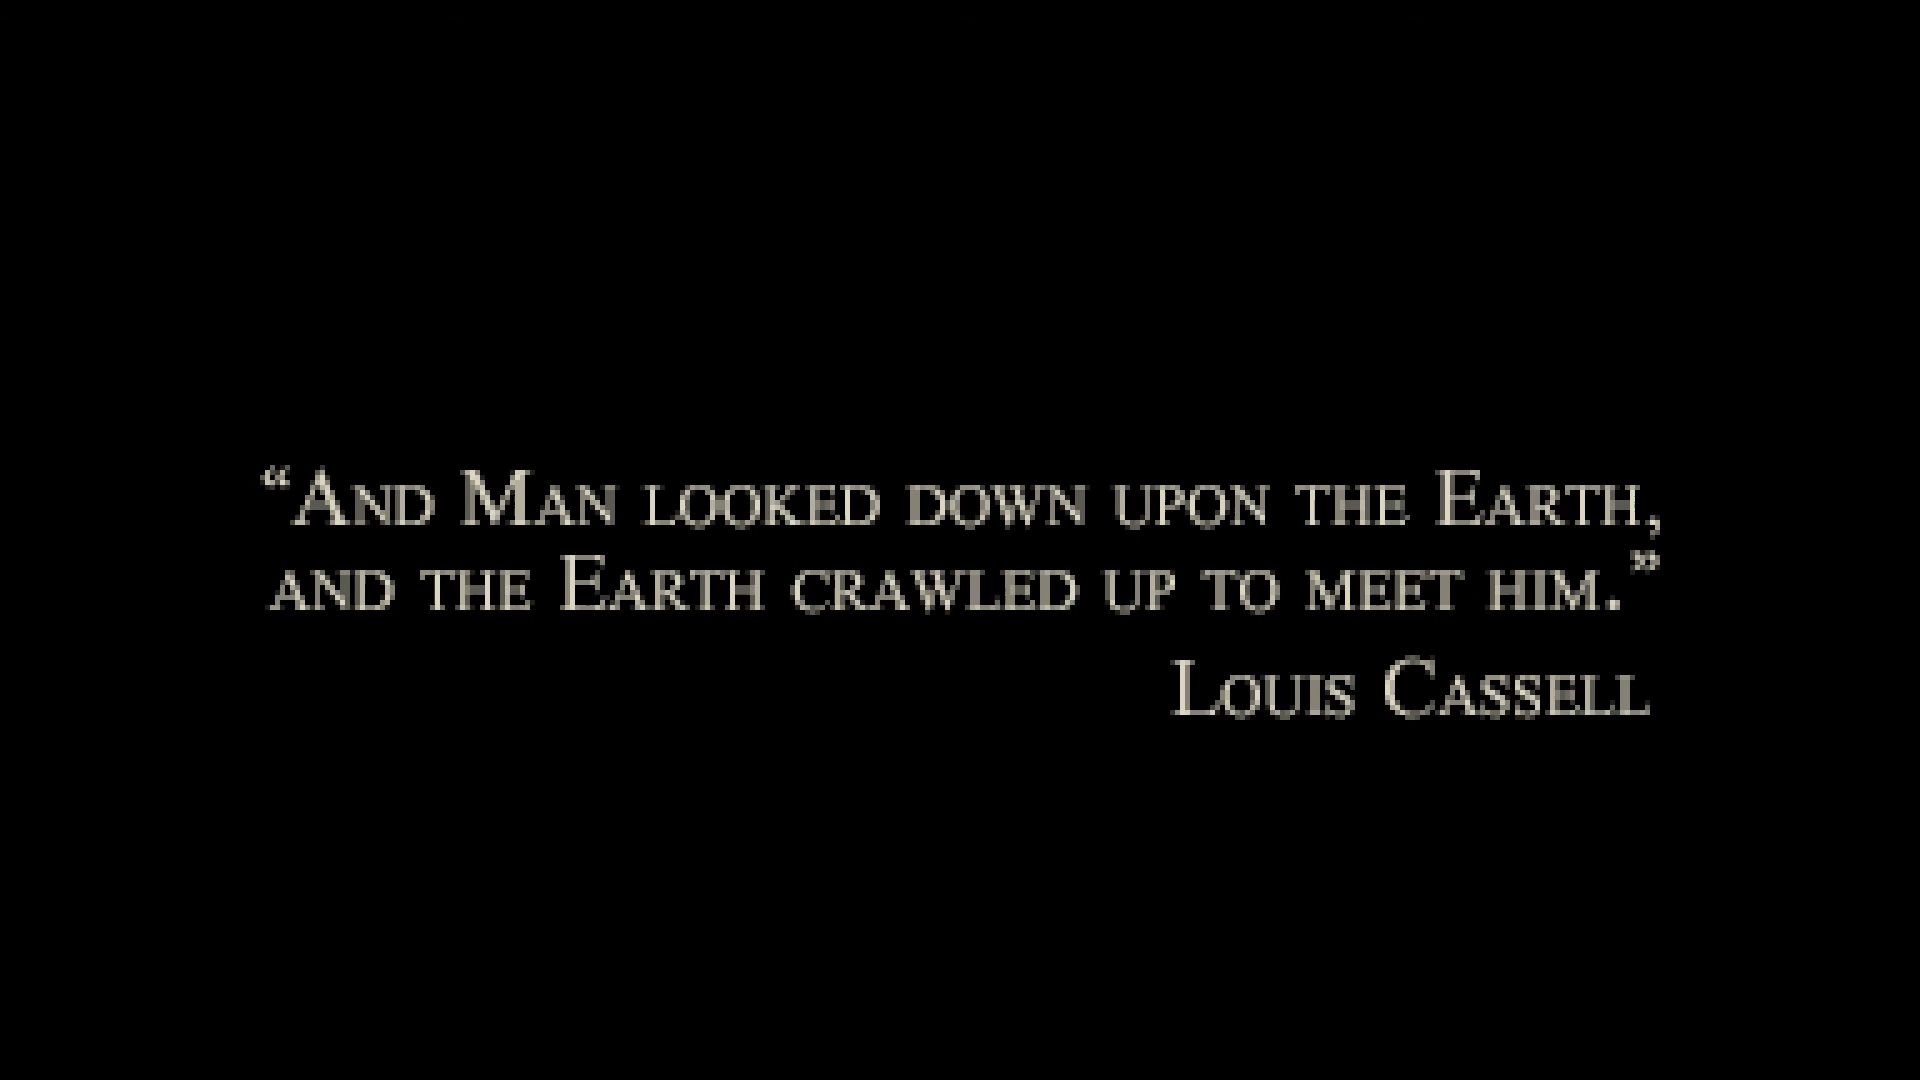 “And Man looked down upon the Earth,
and the Earth crawled up to meet him.”
Louis Cassell